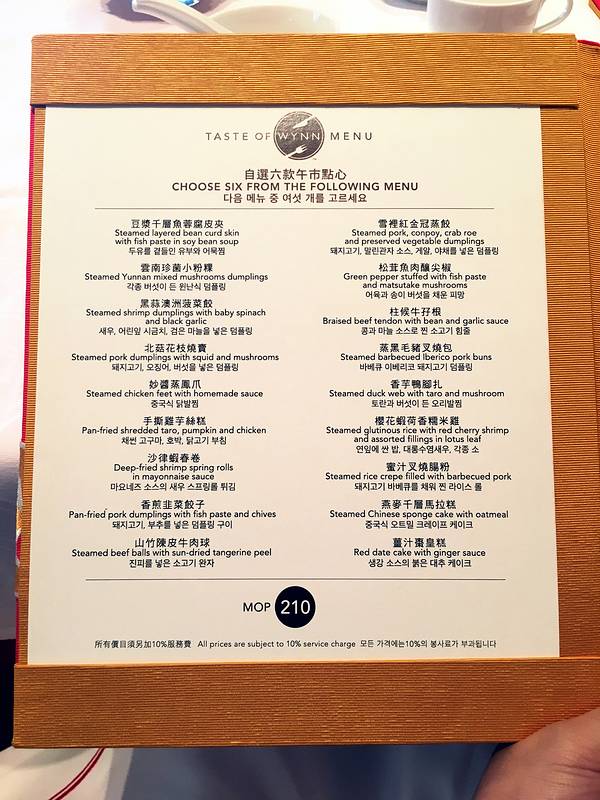 TASTE OF WYNN MENU
自選六款午市點心
CHOOSE SIX FROM THE FOLLOWING MENU
다음 메뉴 중 여섯 개를 고르세요
豆漿千層魚蓉腐皮夾
Steamed layered bean curd skin
with fish paste in soy bean soup
두유를 곁들인 유부와 어묵찜
雲南珍菌小粉粿
Steamed Yunnan mixed mushrooms dumplings
각종 버섯이 든 윈난식 덤플링
黑蒜澳洲菠菜餃
Steamed shrimp dumplings with baby spinach
and black garlic
새우, 어린잎 시금치, 검은 마늘을 넣은 덤플링
北菇花枝燒賣
Steamed pork dumplings with squid and mushrooms
돼지고기, 오징어, 버섯을 넣은 덤플링
妙醬蒸鳳爪
Steamed chicken feet with homemade sauce
중국식 닭발찜
手撕雞芋絲糕
Pan-fried shredded taro, pumpkin and chicken
채썬 고구마, 호박, 닭고기 부침
沙律蝦春卷
Deep-fried shrimp spring rolls
in mayonnaise sauce
마요네즈 소스의 새우 스프링롤 튀김
香煎韭菜餃子
Pan-fried pork dumplings with fish paste and chives
돼지고기, 부추를 넣은 덤플링 구이
山竹陳皮牛肉球
Steamed beef balls with sun-dried tangerine peel
진피를 넣은 소고기 완자
雪裡紅金冠蒸餃
Steamed pork, conpoy, crab roe
and preserved vegetable dumplings
돼지고기, 말린관자 소스, 게알, 야채를 넣은 덤플링
松茸魚肉釀尖椒
Green pepper stuffed with fish paste
and matsutake mushrooms
어육과 송이 버섯을 채운 피망
柱候牛孖根
Braised beef tendon with bean and garlic sauce
콩과 마늘 소스로 찐 소고기 힘줄
蒸黑毛豬叉燒包
Steamed barbecued Iberico pork buns
바베큐 이베리코 돼지고기 덤플링
香芋鴨腳扎
Steamed duck web with taro and mushroom
토란과 버섯이 든 오리발찜
櫻花蝦荷香糯米雞
Steamed glutinous rice with red cherry shrimp
and assorted fillings in lotus leaf
연잎에 싼 밥, 대롱수염새우, 각종 소
蜜汁叉燒腸粉
Steamed rice crepe filled with barbecued pork
돼지고기 바베큐를 채워 찐 라이스 롤
燕麥千層馬拉糕
Steamed Chinese sponge cake with oatmeal
중국식 오트밀 크레이프 케이크
薑汁棗皇糕
Red date cake with ginger sauce
생강 소스의 붉은 대추 케이크
MOP 210
所有價目須另加10%服務費 All prices are subject to 10% service charge 모든 가격에는10%의 봉사료가 부과됩니다